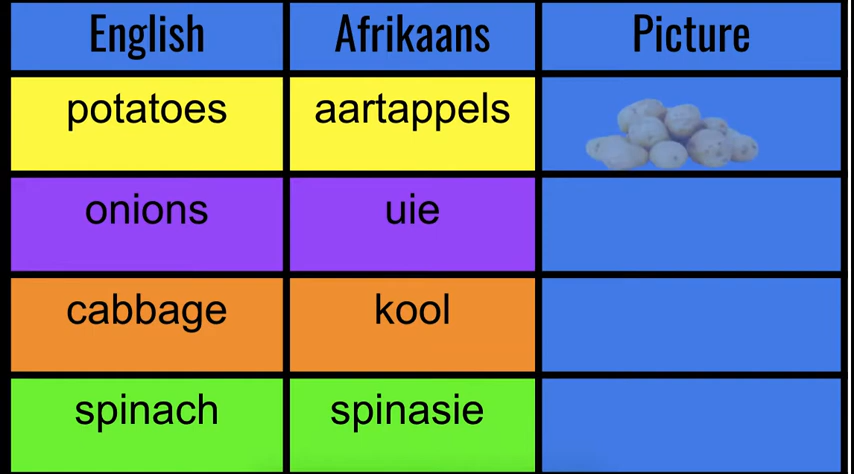 English Afrikaans Picture
potatoes aartappels
onions uie
cabbage kool
spinach spinasie